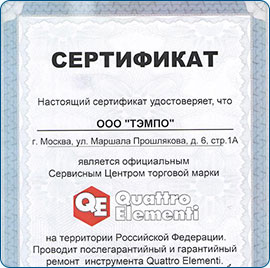 СЕРТИФИКАТ
Настоящий сертификат удостоверяет, что
ООО "ТЭМПО"
г. Москва, ул. Маршала Прошлякова, д. 6, стр.1А
является официальным
Сервисным Центром торговой марки
QE Quattro
Elementi
на территории Российской Федерации.
Проводит послегарантийный и гарантийный
ремонт инструмента Quattro Elementi.